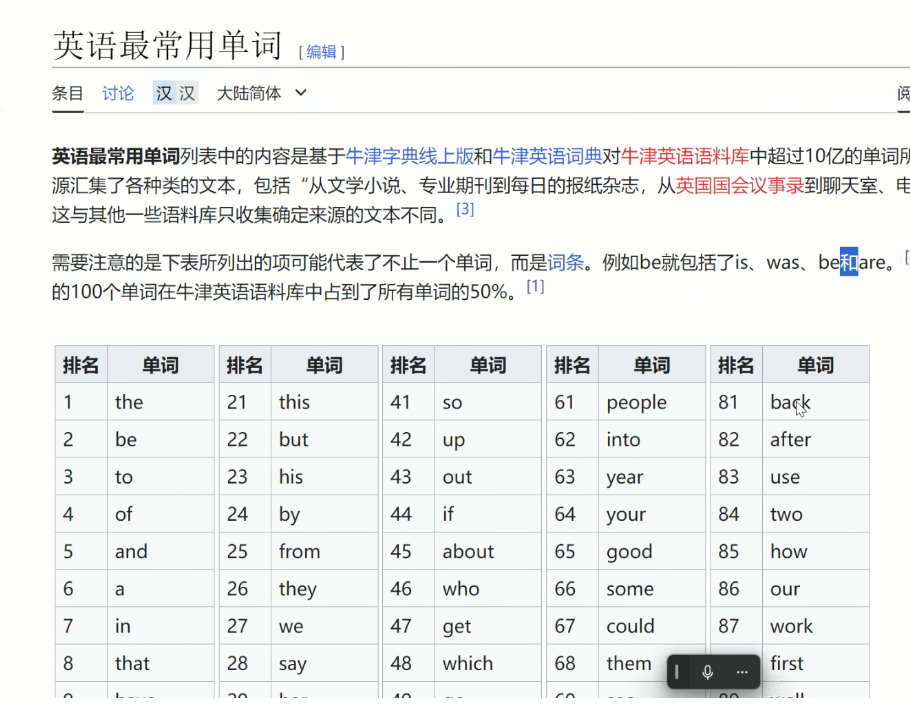 英语最常用单词 [ 编辑 ]
条目 讨论 汉 汉 大陆简体 阅
英语最常用单词列表中的内容是基于牛津字典线上版和牛津英语词典对牛津英语语料库中超过10亿的单词所
源汇集了各种类的文本，包括“从文学小说、专业期刊到每日的报纸杂志，从英国国会议事录到聊天室、电
这与其他一些语料库只收集确定来源的文本不同。[3]
需要注意的是下表所列出的项可能代表了不止一个单词，而是词条。例如be就包括了is、was、be和are。[
的100个单词在牛津英语语料库中占到了所有单词的50%。[1]
排名 单词 排名 单词 排名 单词 排名 单词 排名 单词
1 the 21 this 41 so 61 people 81 back
2 be 22 but 42 up 62 into 82 after
3 to 23 his 43 out 63 year 83 use
4 of 24 by 44 if 64 your 84 two
5 and 25 from 45 about 65 good 85 how
6 a 26 they 46 who 66 some 86 our
7 in 27 we 47 get 67 could 87 work
8 that 28 say 48 which 68 them first